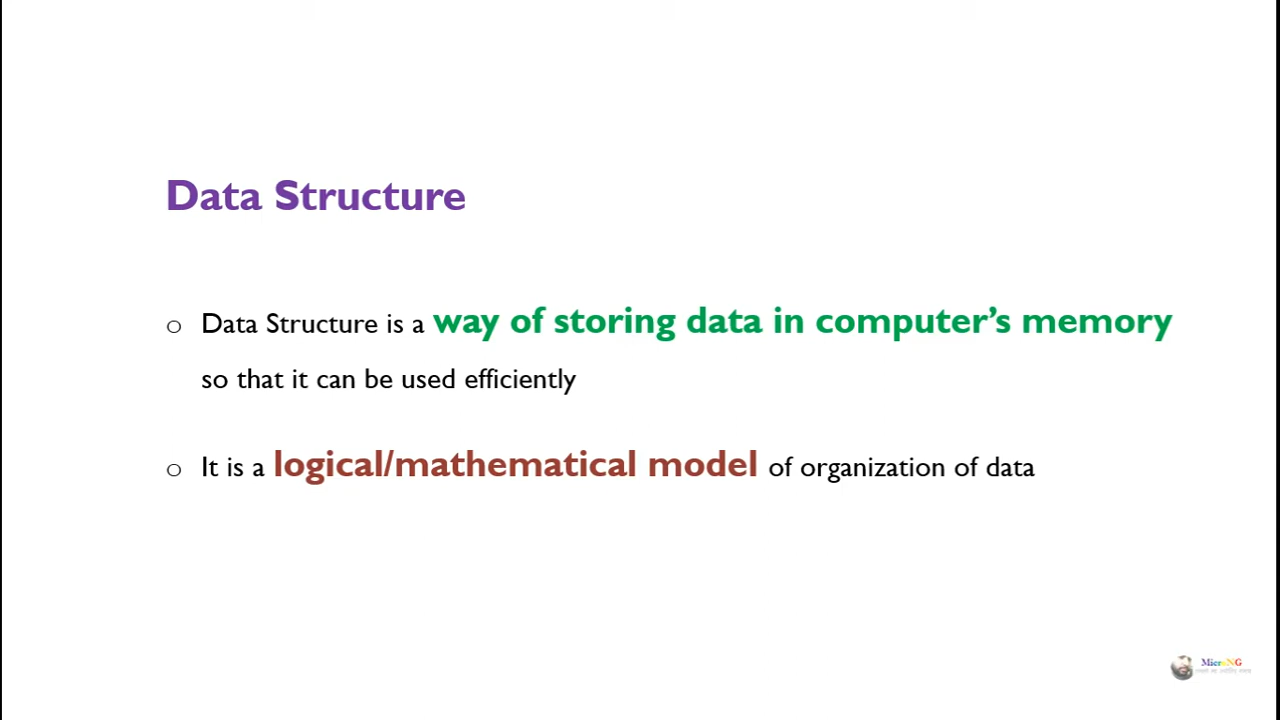 Data Structure
o Data Structure is a way of storing data in computer's memory
so that it can be used efficiently
o It is a logical/mathematical model of organization of data
MicroNG